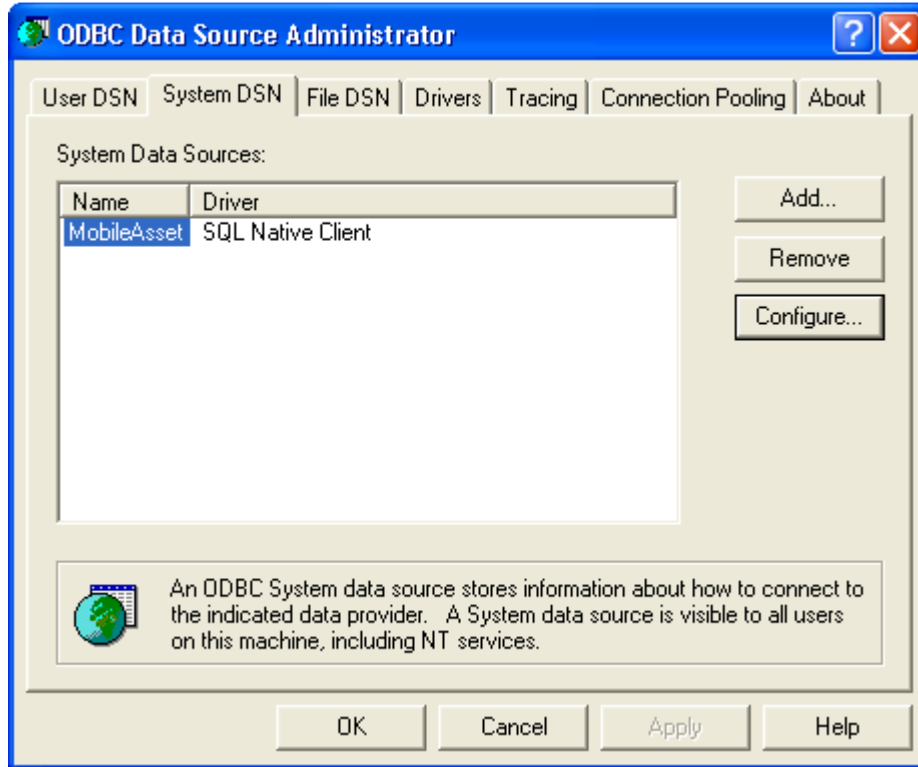 ODBC Data Source Administrator
User DSN System DSN File DSN Drivers Tracing Connection Pooling About
System Data Sources:
Name Driver
MobileAsset SQL Native Client
Add...
Remove
Configure...
An ODBC System data source stores information about how to connect to
the indicated data provider. A System data source is visible to all users
on this machine, including NT services.
OK Cancel Apply Help